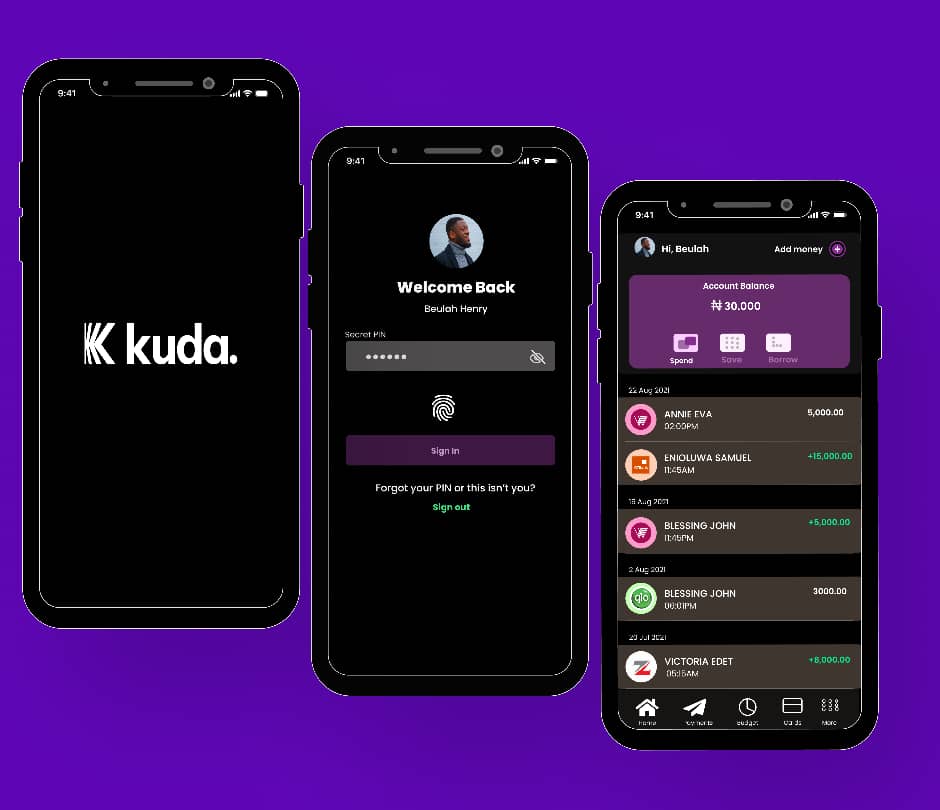 9:41
kuda.
9:41
Welcome Back
Beulah Henry
Secret PIN
Sign In
Forgot your PIN or this isn't you?
Sign out
9:41
Hi, Beulah
Add money
Account Balance
₦ 30.000
Spend Save Borrow
22 Aug 2021
ANNIE EVA 5,000.00
02:00PM
ENIOLUWA SAMUEL +15,000.00
11:45AM
+5,000.00
BLESSING JOHN
11:45PM
2 Aug 2021
glo
BLESSING JOHN 3000.00
06:01PM
20 Jul 2021
VICTORIA EDET +8,000.00
05:15AM
Home Payments Budget Cards More